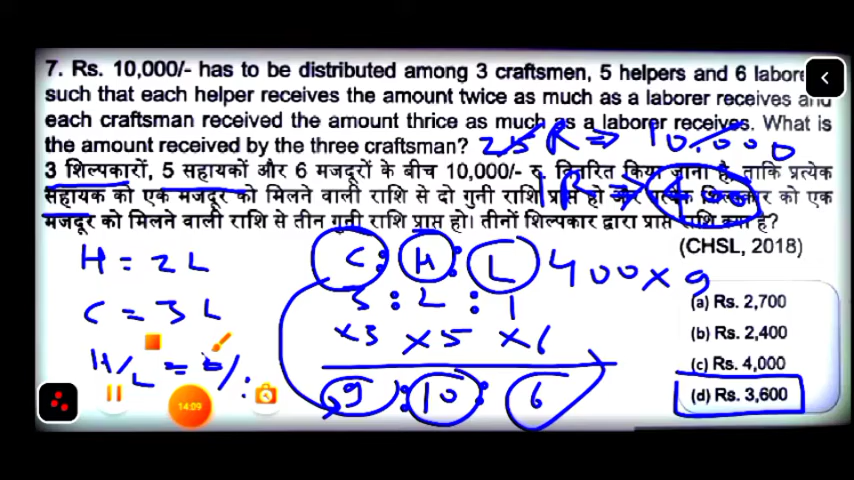 7. Rs. 10,000/- has to be distributed among 3 craftsmen, 5 helpers and 6 labore
such that each helper receives the amount twice as much as a laborer receives and
each craftsman received the amount thrice as much as a laborer receives. What is
the amount received by the three craftsman?
25 R ⇒ 10,000
3 शिल्पकारों, 5 सहायकों और 6 मजदूरों के बीच 10,000/- रु. वितरित किया जाना है, ताकि प्रत्येक
सहायक को एक मजदूर को मिलने वाली राशि से दो गुनी राशि प्राप्त हो और प्रत्येक शिल्पकार को एक
1R ⇒ 400
मजदूर को मिलने वाली राशि से तीन गुनी राशि प्राप्त हो। तीनों शिल्पकार द्वारा प्राप्त राशि क्या है?
(CHSL, 2018)
H = 2L
C : H : L
400 × 9
C = 3L
3 : 2 : 1
×3 ×5 ×6
H/L =
9 : 10 : 6
(a) Rs. 2,700
(b) Rs. 2,400
(c) Rs. 4,000
(d) Rs. 3,600
14:09